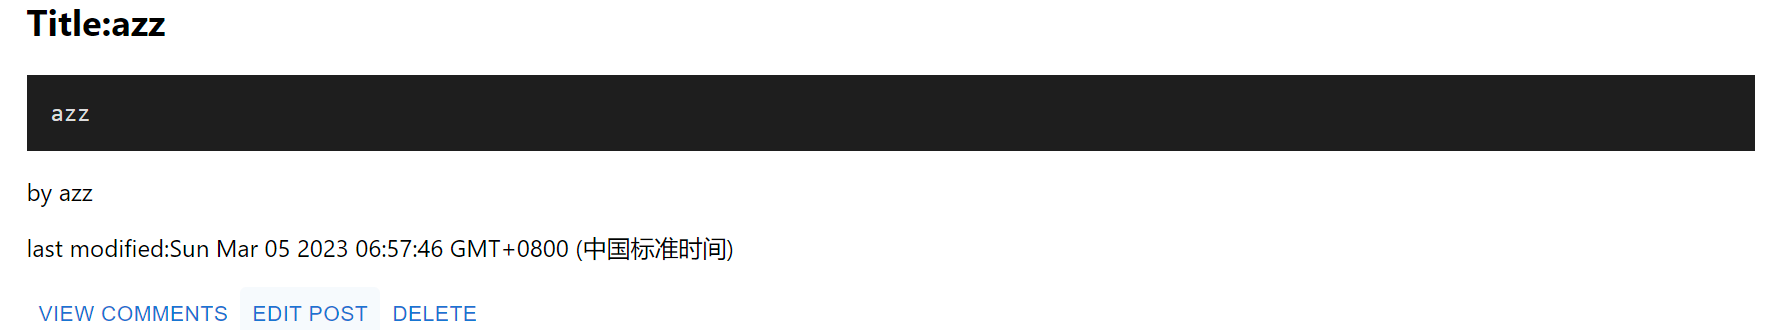 Title:azz
azz
by azz
last modified:Sun Mar 05 2023 06:57:46 GMT+0800 (中国标准时间)
VIEW COMMENTS EDIT POST DELETE